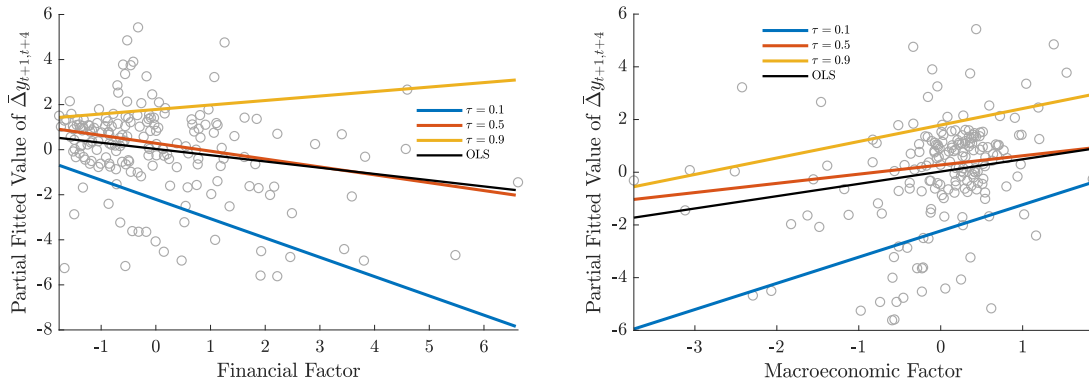 6
4
2
0
-2
-4
-6
-8
Partial Fitted Value of Δ̄y_{t+1,t+4}
τ = 0.1
τ = 0.5
τ = 0.9
OLS
-1 0 1 2 3 4 5 6
Financial Factor
6
4
2
0
-2
-4
-6
Partial Fitted Value of Δ̄y_{t+1,t+4}
τ = 0.1
τ = 0.5
τ = 0.9
OLS
-3 -2 -1 0 1
Macroeconomic Factor